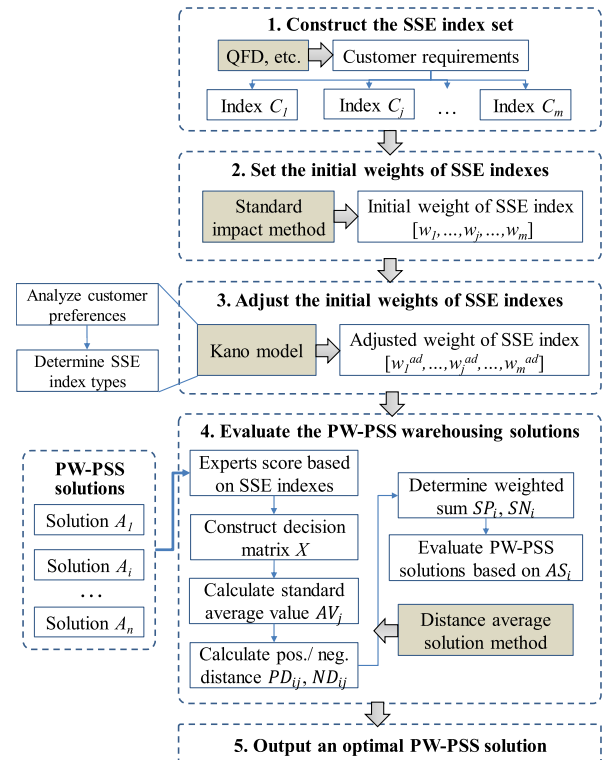 1. Construct the SSE index set
QFD, etc.
Customer requirements
Index C1
Index Cj
...
Index Cm
2. Set the initial weights of SSE indexes
Standard
impact method
Initial weight of SSE index
[w1,...,wj,...,wm]
3. Adjust the initial weights of SSE indexes
Analyze customer
preferences
Determine SSE
index types
Kano model
Adjusted weight of SSE index
[w1^ad,...,wj^ad,...,wm^ad]
4. Evaluate the PW-PSS warehousing solutions
PW-PSS
solutions
Solution A1
Solution Ai
...
Solution An
Experts score based
on SSE indexes
Construct decision
matrix X
Calculate standard
average value AVj
Calculate pos./ neg.
distance PDij, NDij
Determine weighted
sum SPi, SNi
Evaluate PW-PSS
solutions based on ASi
Distance average
solution method
5. Output an optimal PW-PSS solution